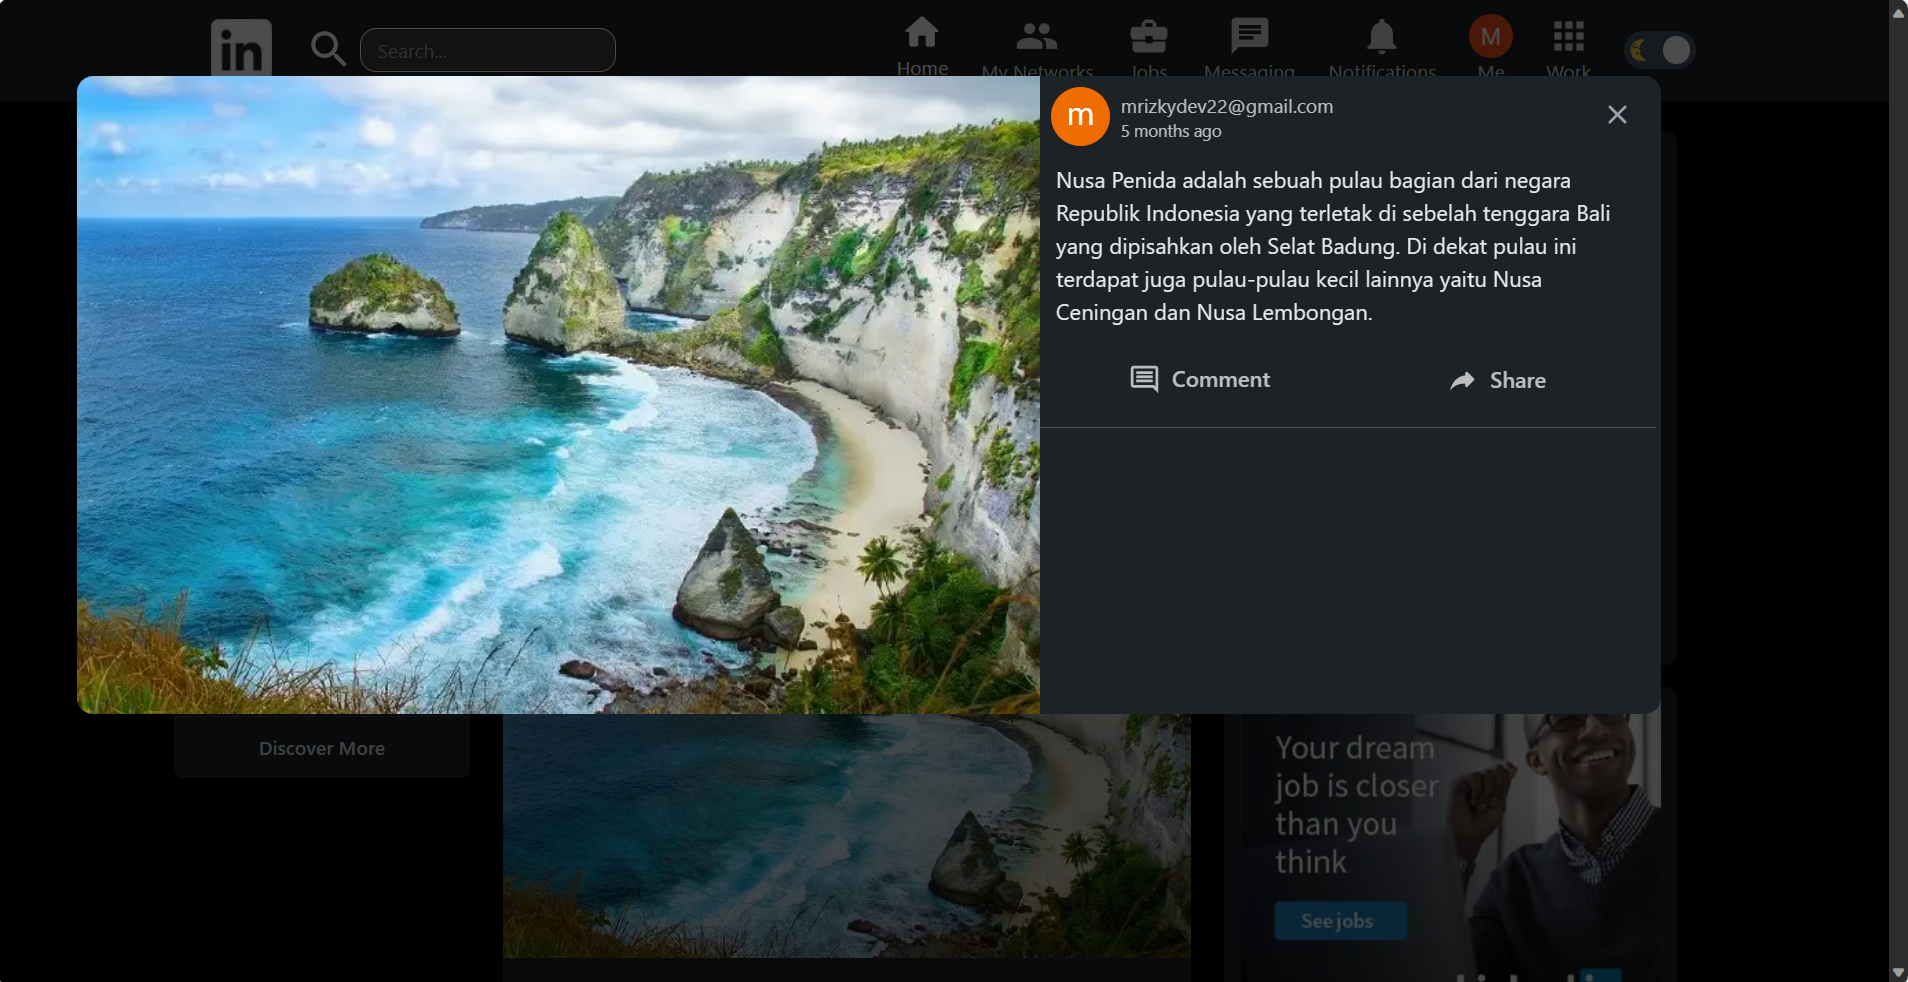 in
Search...
Home
My Networks
Jobs
Messaging
Notifications
M
Me
Work
m
mrizkydev22@gmail.com
5 months ago
Nusa Penida adalah sebuah pulau bagian dari negara
Republik Indonesia yang terletak di sebelah tenggara Bali
yang dipisahkan oleh Selat Badung. Di dekat pulau ini
terdapat juga pulau-pulau kecil lainnya yaitu Nusa
Ceningan dan Nusa Lembongan.
Comment
Share
Discover More
Your dream
job is closer
than you
think
See jobs